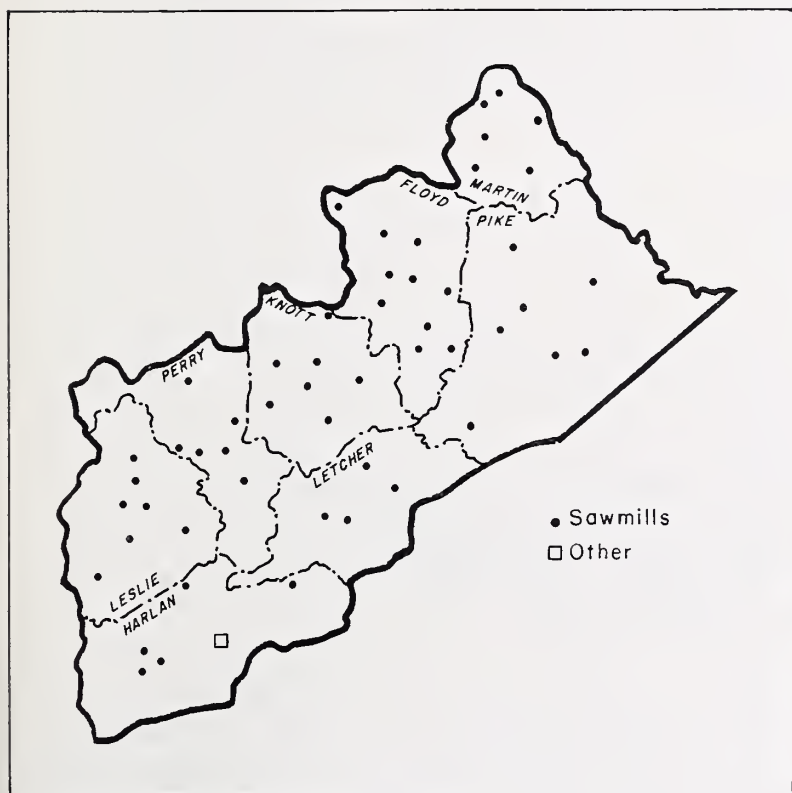 MARTIN
FLOYD
PIKE
KNOTT
PERRY
LETCHER
Sawmills
Other
LESLIE
HARLAN